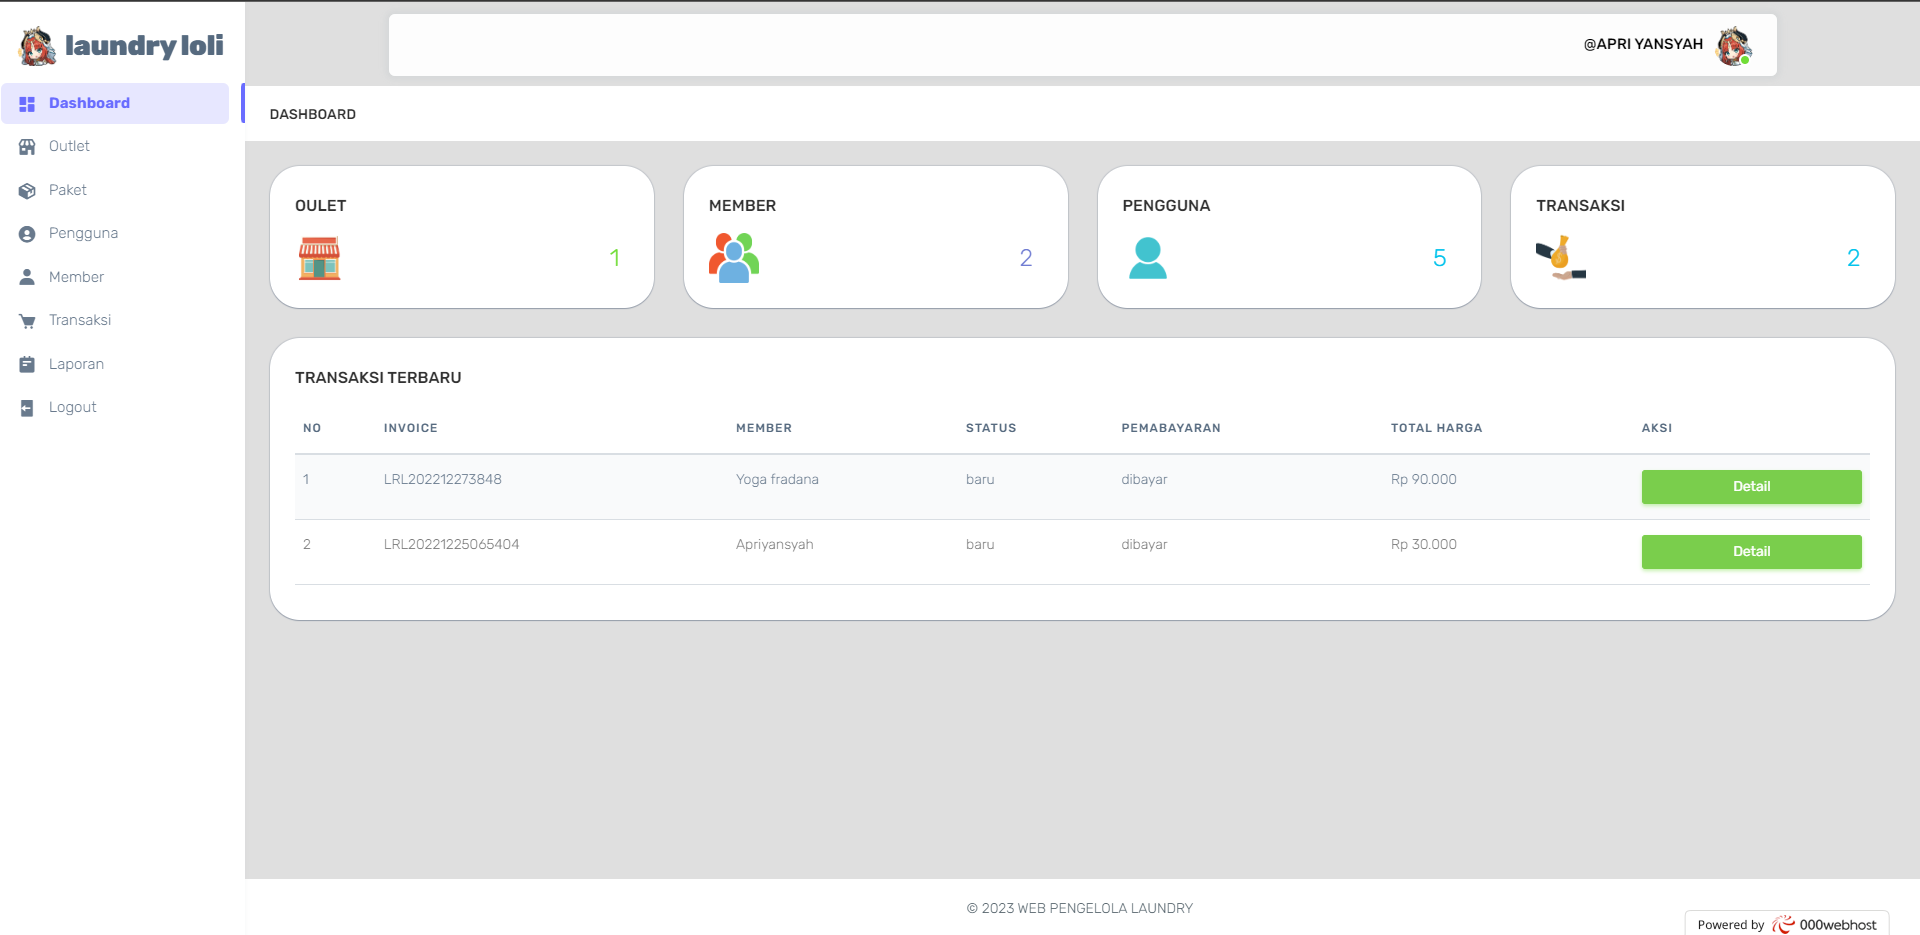 laundry loli
@APRI YANSYAH
Dashboard
Outlet
Paket
Pengguna
Member
Transaksi
Laporan
Logout
DASHBOARD
OULET
1
MEMBER
2
PENGGUNA
5
TRANSAKSI
2
TRANSAKSI TERBARU
NO INVOICE MEMBER STATUS PEMABAYARAN TOTAL HARGA AKSI
1 LRL202212273848 Yoga fradana baru dibayar Rp 90.000 Detail
2 LRL20221225065404 Apriyansyah baru dibayar Rp 30.000 Detail
© 2023 WEB PENGELOLA LAUNDRY
Powered by 000webhost